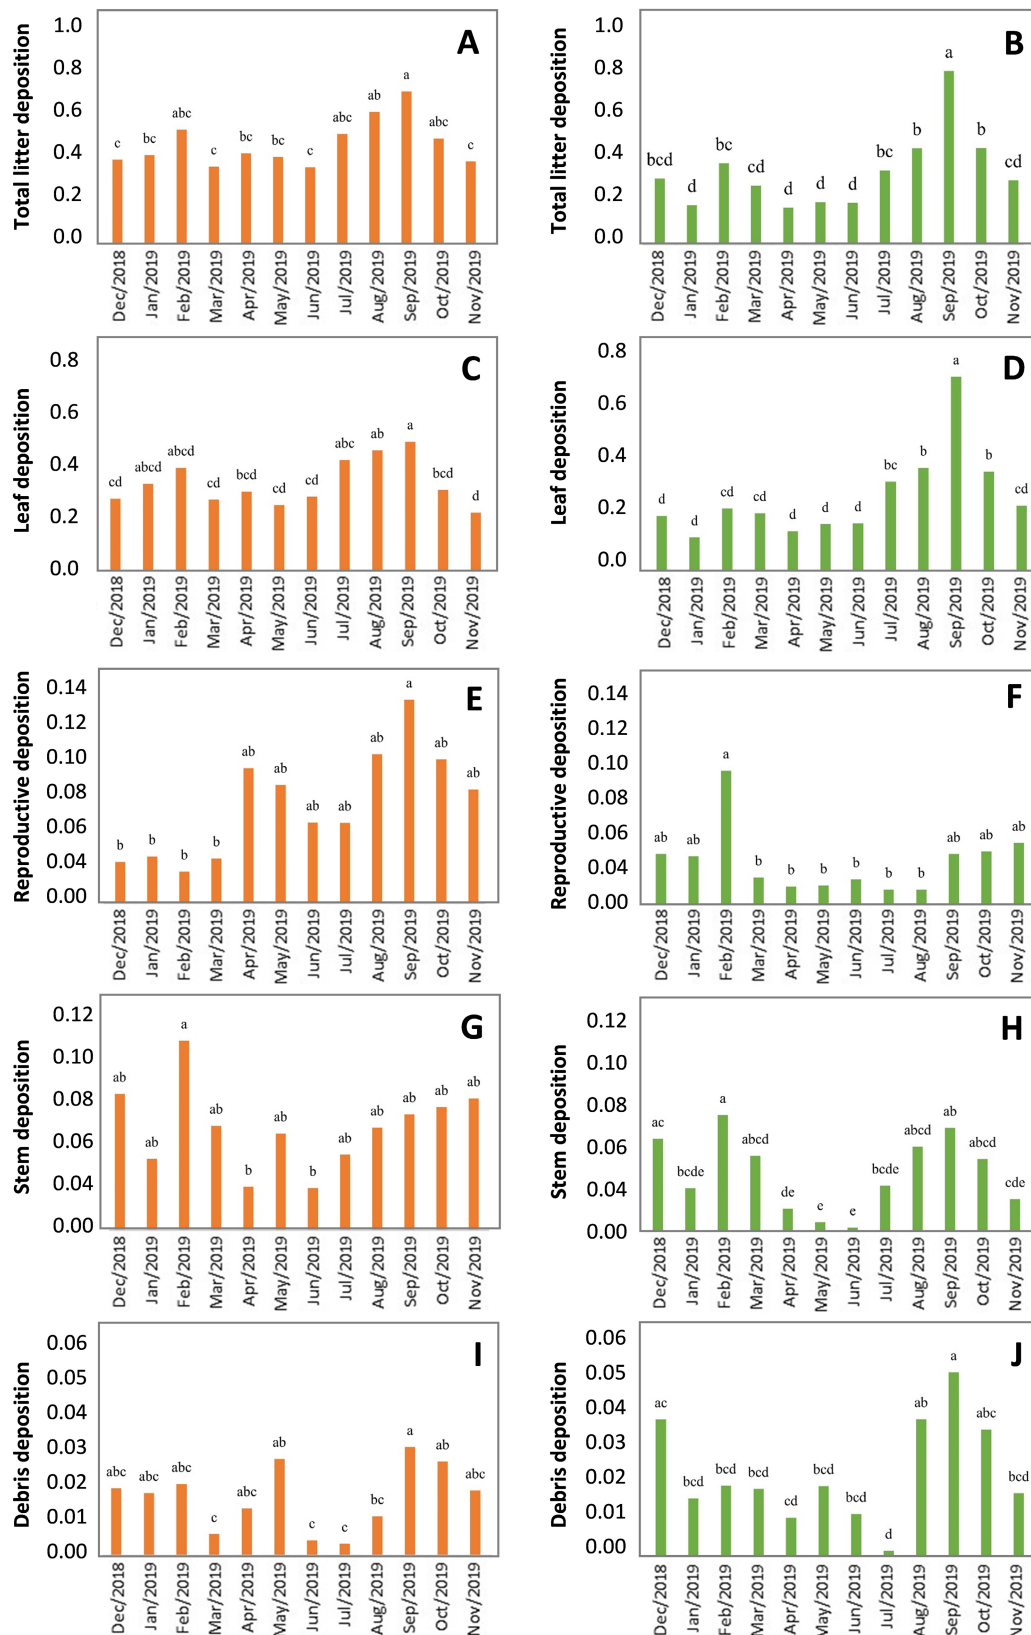 Total litter deposition
1.0
0.8
0.6
0.4
0.2
0.0
A
c bc abc c bc bc c bc ab a abc c
Dec/2018 Jan/2019 Feb/2019 Mar/2019 Apr/2019 May/2019 Jun/2019 Jul/2019 Aug/2019 Sep/2019 Oct/2019 Nov/2019
Total litter deposition
1.0
0.8
0.6
0.4
0.2
0.0
B
bcd d bc cd d d d bc b a b cd
Dec/2018 Jan/2019 Feb/2019 Mar/2019 Apr/2019 May/2019 Jun/2019 Jul/2019 Aug/2019 Sep/2019 Oct/2019 Nov/2019
Leaf deposition
0.8
0.6
0.4
0.2
0.0
C
cd abcd abcd cd bcd cd cd abc ab a bcd d
Dec/2018 Jan/2019 Feb/2019 Mar/2019 Apr/2019 May/2019 Jun/2019 Jul/2019 Aug/2019 Sep/2019 Oct/2019 Nov/2019
Leaf deposition
0.8
0.6
0.4
0.2
0.0
D
d d cd cd d d d bc b a b cd
Dec/2018 Jan/2019 Feb/2019 Mar/2019 Apr/2019 May/2019 Jun/2019 Jul/2019 Aug/2019 Sep/2019 Oct/2019 Nov/2019
Reproductive deposition
0.14
0.12
0.10
0.08
0.06
0.04
0.00
E
b b b b ab ab ab ab ab a ab ab
Dec/2018 Jan/2019 Feb/2019 Mar/2019 Apr/2019 May/2019 Jun/2019 Jul/2019 Aug/2019 Sep/2019 Oct/2019 Nov/2019
Reproductive deposition
0.14
0.12
0.10
0.08
0.06
0.04
0.00
F
ab ab a b b b b b b ab ab ab
Dec/2018 Jan/2019 Feb/2019 Mar/2019 Apr/2019 May/2019 Jun/2019 Jul/2019 Aug/2019 Sep/2019 Oct/2019 Nov/2019
Stem deposition
0.12
0.10
0.08
0.06
0.04
0.00
G
ab ab a ab b ab b ab ab ab ab ab
Dec/2018 Jan/2019 Feb/2019 Mar/2019 Apr/2019 May/2019 Jun/2019 Jul/2019 Aug/2019 Sep/2019 Oct/2019 Nov/2019
Stem deposition
0.12
0.10
0.08
0.06
0.04
0.00
H
ac bcde a abcd de e e bcde abcd ab abcd cde
Dec/2018 Jan/2019 Feb/2019 Mar/2019 Apr/2019 May/2019 Jun/2019 Jul/2019 Aug/2019 Sep/2019 Oct/2019 Nov/2019
Debris deposition
0.06
0.05
0.04
0.03
0.02
0.01
0.00
I
abc abc abc c abc ab c c bc a ab abc
Dec/2018 Jan/2019 Feb/2019 Mar/2019 Apr/2019 May/2019 Jun/2019 Jul/2019 Aug/2019 Sep/2019 Oct/2019 Nov/2019
Debris deposition
0.06
0.05
0.04
0.03
0.02
0.01
0.00
J
ac bcd bcd bcd cd bcd bcd d ab a abc bcd
Dec/2018 Jan/2019 Feb/2019 Mar/2019 Apr/2019 May/2019 Jun/2019 Jul/2019 Aug/2019 Sep/2019 Oct/2019 Nov/2019